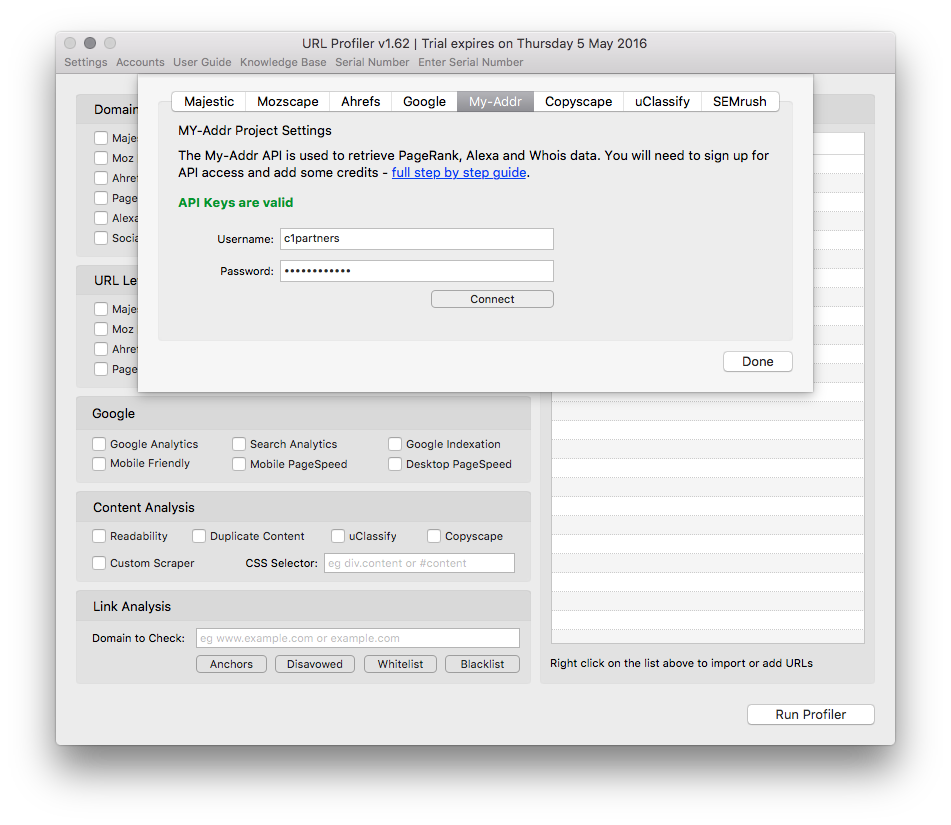 URL Profiler v1.62 | Trial expires on Thursday 5 May 2016
Settings Accounts User Guide Knowledge Base Serial Number Enter Serial Number
Majestic Mozscape Ahrefs Google My-Addr Copyscape uClassify SEMrush
MY-Addr Project Settings
The My-Addr API is used to retrieve PageRank, Alexa and Whois data. You will need to sign up for
API access and add some credits - full step by step guide.
API Keys are valid
Username: c1partners
Password: ••••••••••••
Connect
Done
Domain
Maje
Moz
Ahref
Page
Alexa
Socia
URL Le
Maje
Moz
Ahref
Page
Google
Google Analytics Search Analytics Google Indexation
Mobile Friendly Mobile PageSpeed Desktop PageSpeed
Content Analysis
Readability Duplicate Content uClassify Copyscape
Custom Scraper CSS Selector: eg div.content or #content
Link Analysis
Domain to Check: eg www.example.com or example.com
Anchors Disavowed Whitelist Blacklist
Right click on the list above to import or add URLs
Run Profiler